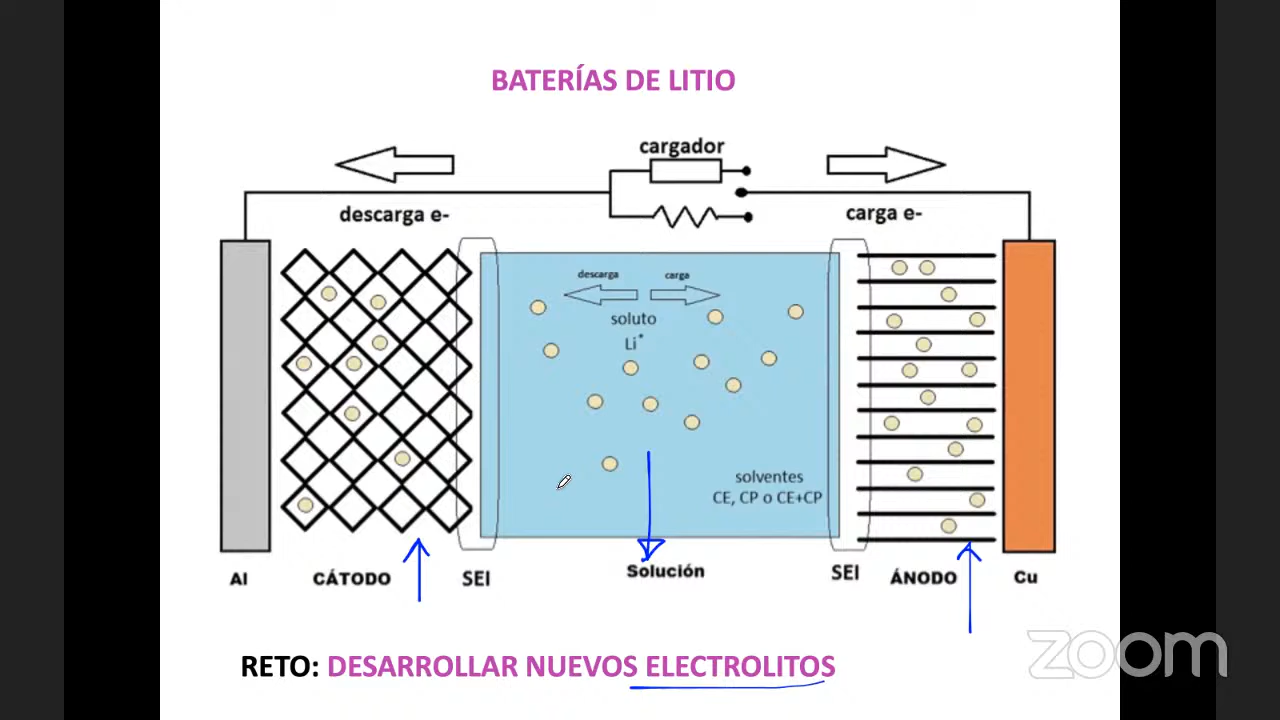 BATERÍAS DE LITIO
cargador
descarga e-
carga e-
descarga
carga
soluto
Li+
solventes
CE, CP o CE+CP
Al
CÁTODO
SEI
Solución
SEI
ÁNODO
Cu
RETO: DESARROLLAR NUEVOS ELECTROLITOS
zoom